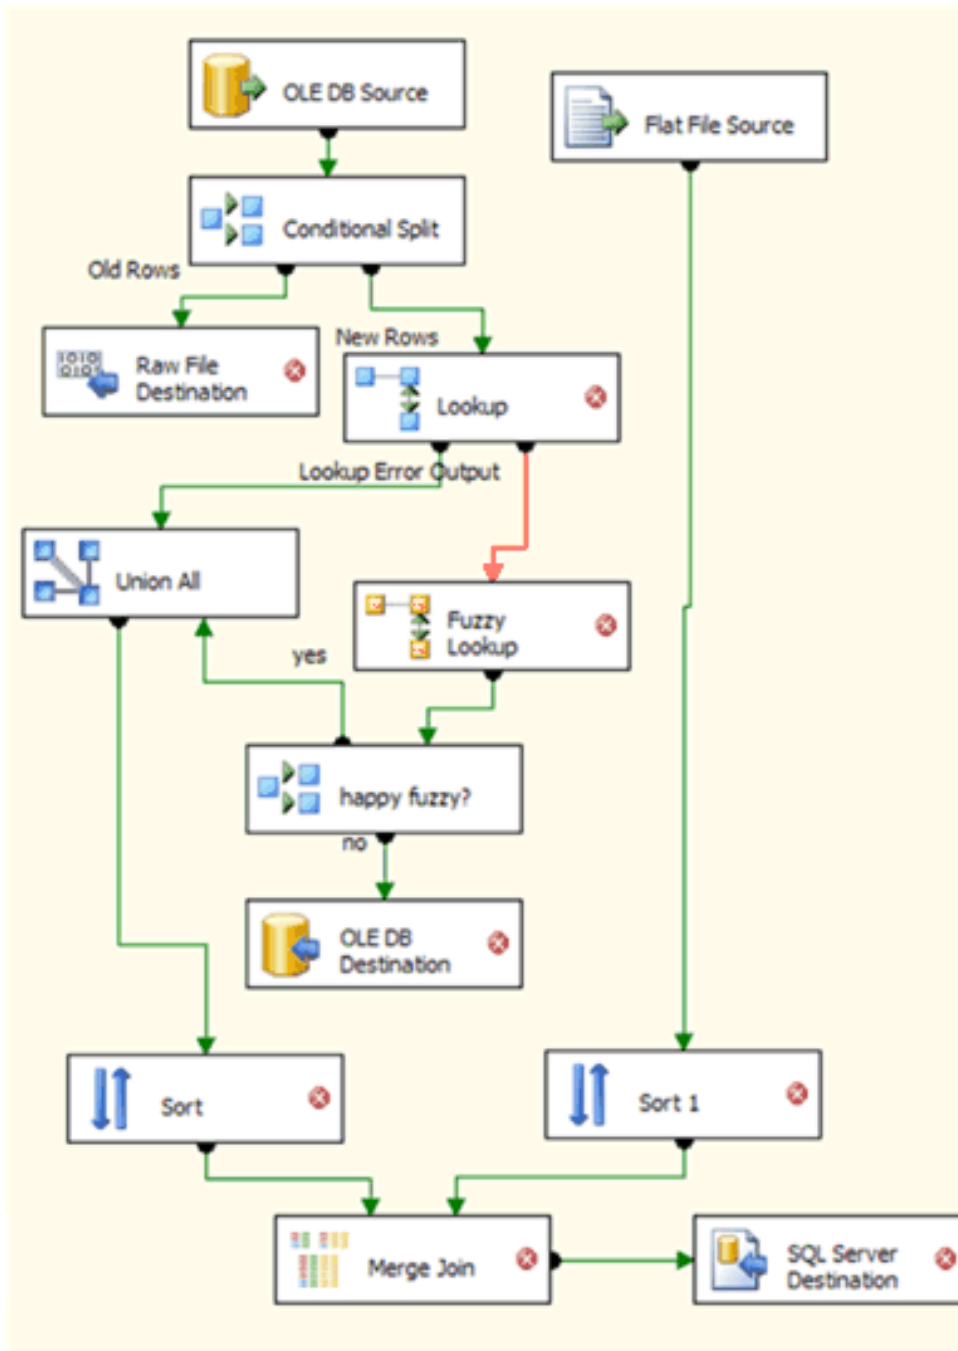 OLE DB Source
Flat File Source
Conditional Split
Old Rows
New Rows
Raw File
Destination
Lookup
Lookup Error Output
Union All
Fuzzy
Lookup
yes
happy fuzzy?
no
OLE DB
Destination
Sort
Sort 1
Merge Join
SQL Server
Destination